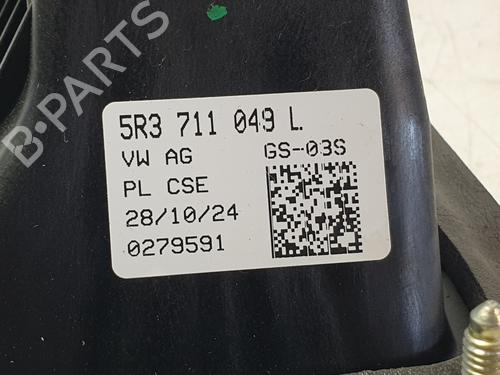 B-PARTS
5R3 711 049 L
VW AG GS-03S
PL CSE
28/10/24
0279591